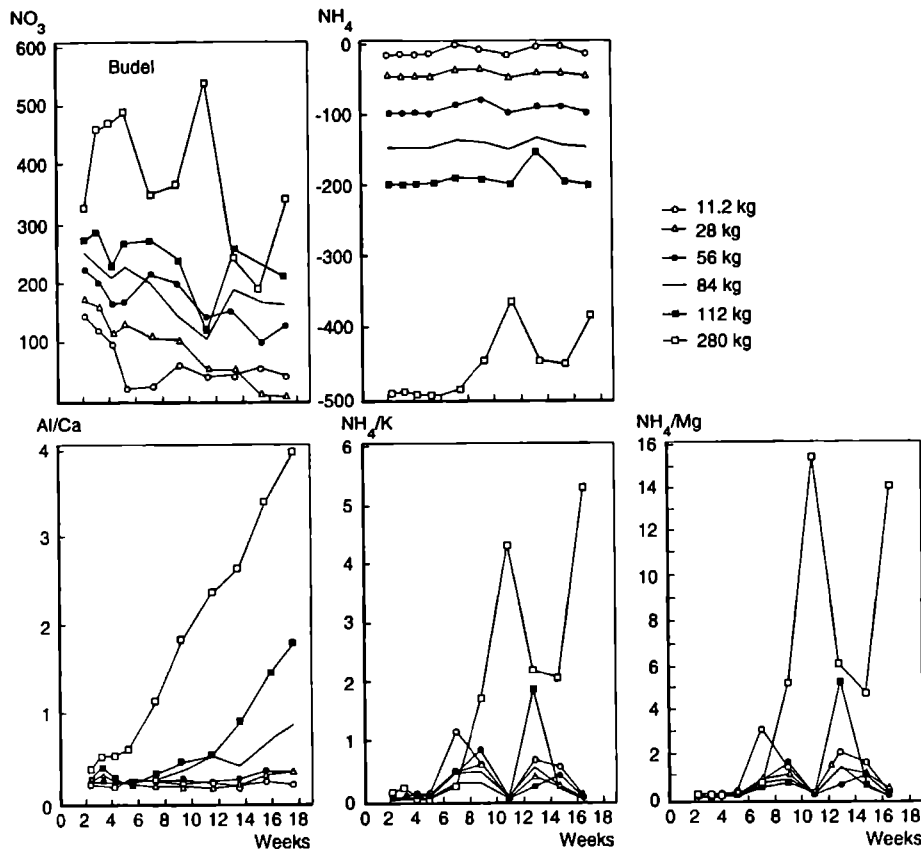 NO3
600
500
400
300
200
100
Budel
NH4
0
-100
-200
-300
-400
-500
11.2 kg
28 kg
56 kg
84 kg
112 kg
280 kg
Al/Ca
4
3
2
1
0
0 2 4 6 8 10 12 14 16 18
Weeks
NH4/K
6
5
4
3
2
1
0
0 2 4 6 8 10 12 14 16 18
Weeks
NH4/Mg
16
14
12
10
8
6
4
2
0
0 2 4 6 8 10 12 14 16 18
Weeks